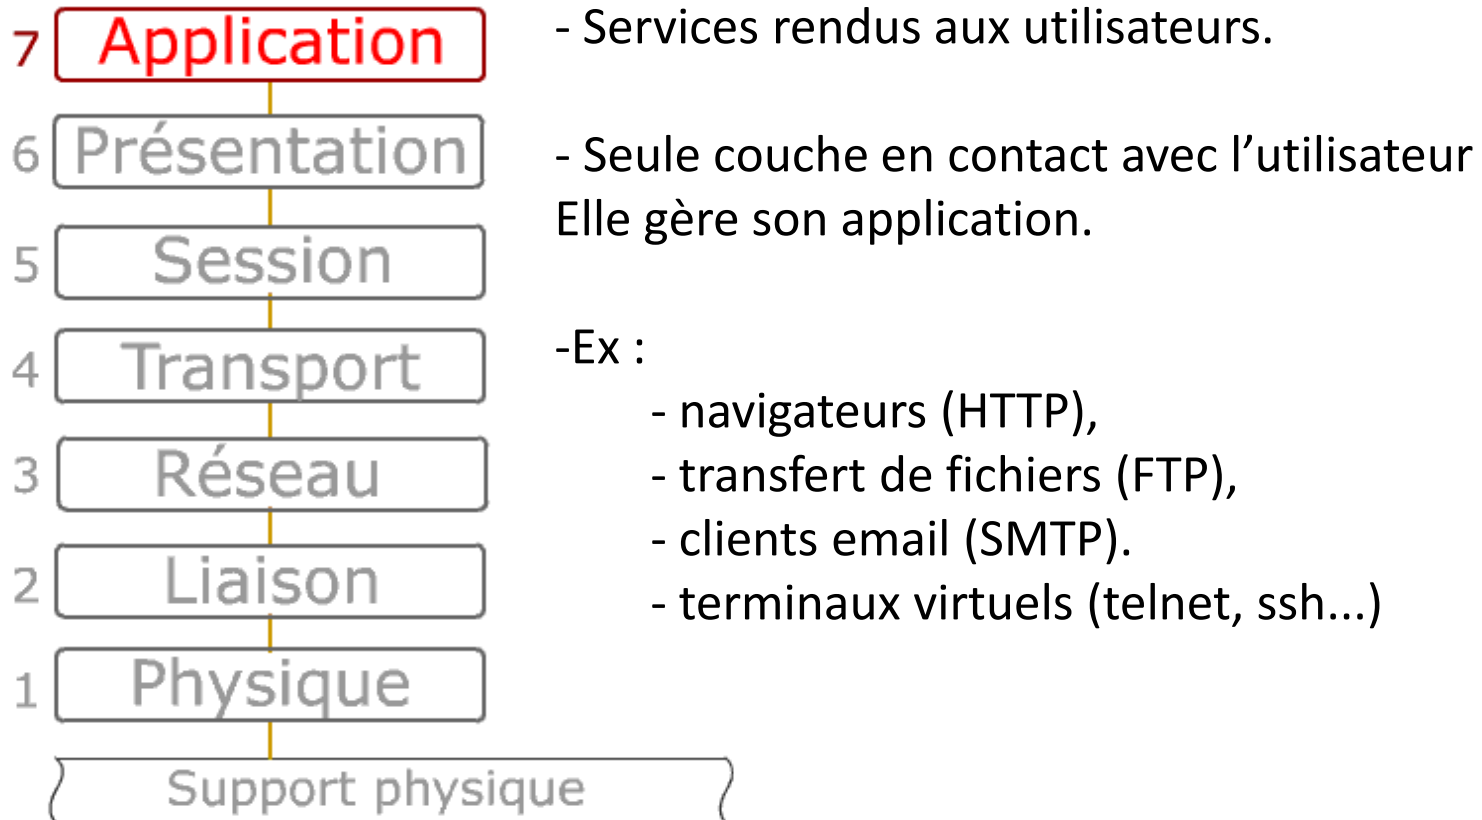 7 Application
6 Présentation
5 Session
4 Transport
3 Réseau
2 Liaison
1 Physique
Support physique
- Services rendus aux utilisateurs.
- Seule couche en contact avec l’utilisateur
Elle gère son application.
-Ex :
- navigateurs (HTTP),
- transfert de fichiers (FTP),
- clients email (SMTP).
- terminaux virtuels (telnet, ssh...)